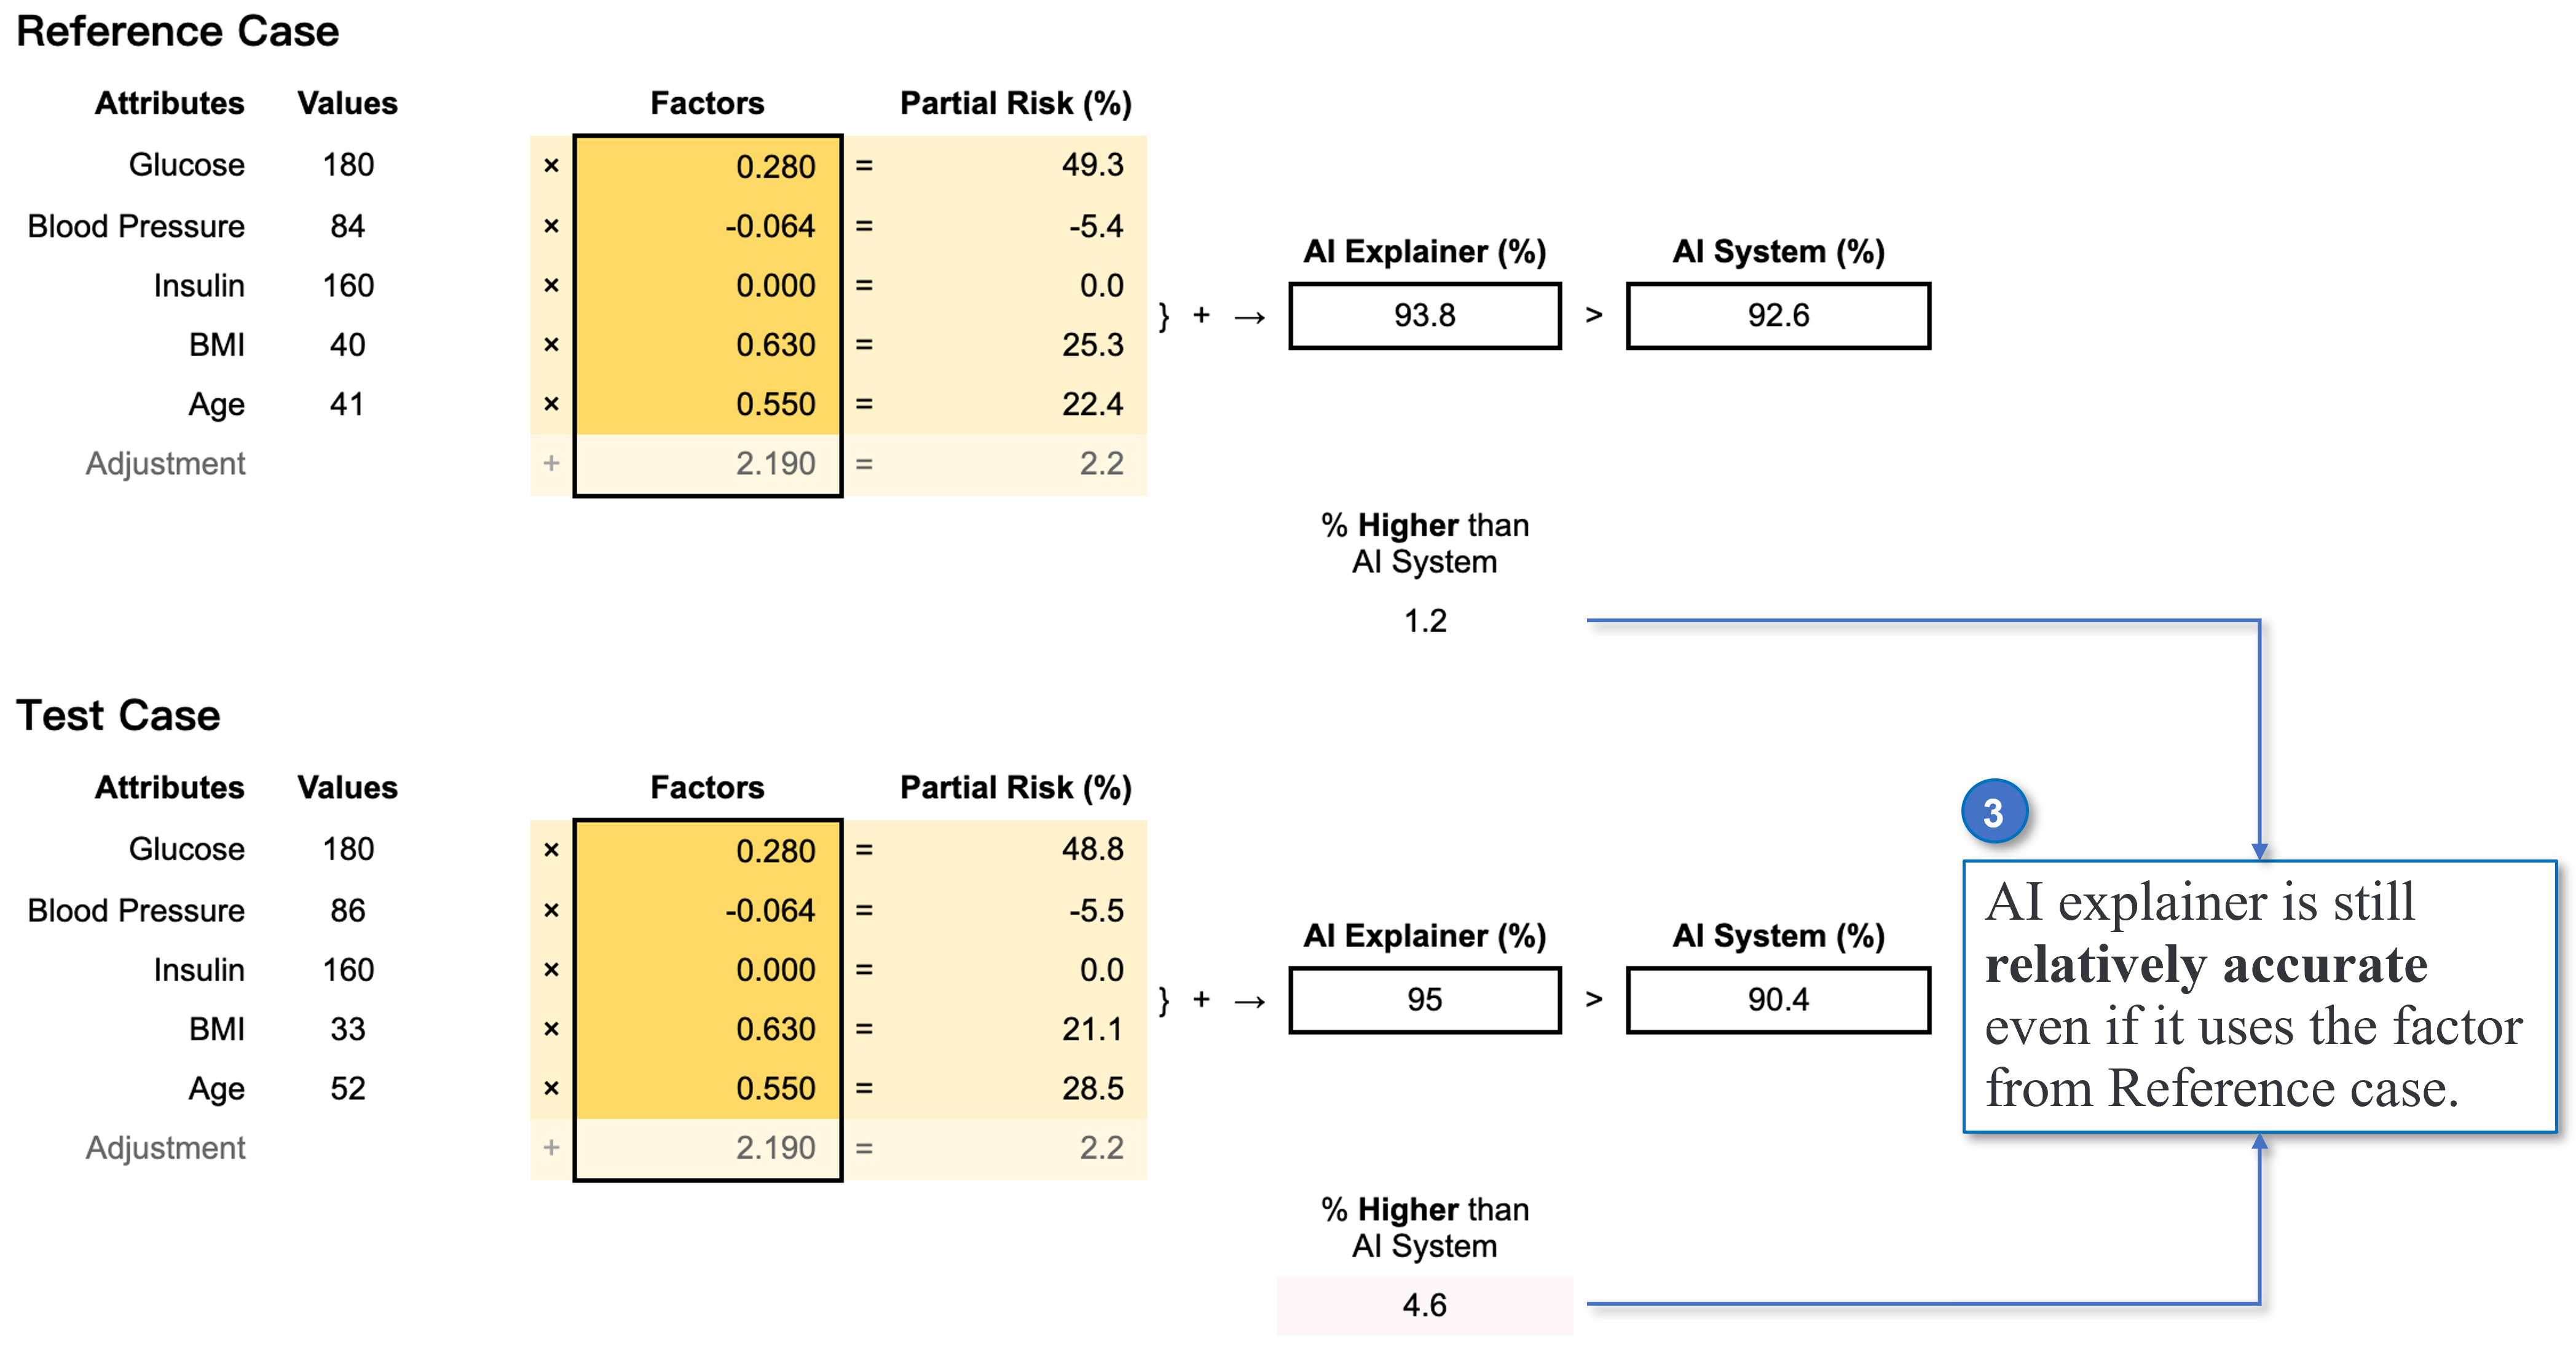 Reference Case
Attributes Values Factors Partial Risk (%)
Glucose 180 × 0.280 = 49.3
Blood Pressure 84 × -0.064 = -5.4
AI Explainer (%) AI System (%)
Insulin 160 × 0.000 = 0.0
} + → 93.8 > 92.6
BMI 40 × 0.630 = 25.3
Age 41 × 0.550 = 22.4
Adjustment + 2.190 = 2.2
% Higher than
AI System
1.2
Test Case
Attributes Values Factors Partial Risk (%)
Glucose 180 × 0.280 = 48.8
Blood Pressure 86 × -0.064 = -5.5
AI Explainer (%) AI System (%)
Insulin 160 × 0.000 = 0.0
} + → 95 > 90.4
BMI 33 × 0.630 = 21.1
Age 52 × 0.550 = 28.5
Adjustment + 2.190 = 2.2
% Higher than
AI System
4.6
3
AI explainer is still
relatively accurate
even if it uses the factor
from Reference case.